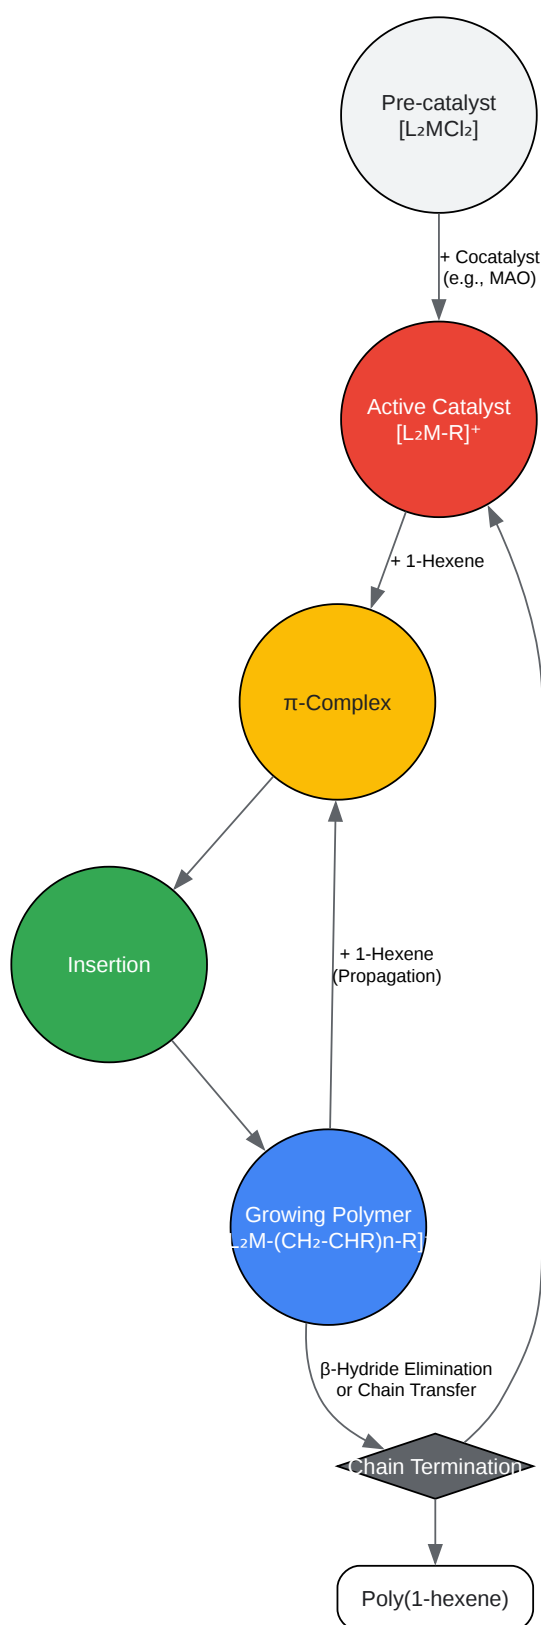 Pre-catalyst
[L₂MCl₂]
+ Cocatalyst
(e.g., MAO)
Active Catalyst
[L₂M-R]⁺
+ 1-Hexene
π-Complex
Insertion
+ 1-Hexene
(Propagation)
Growing Polymer
L₂M-(CH₂-CHR)n-R]
β-Hydride Elimination
or Chain Transfer
Chain Termination
Poly(1-hexene)